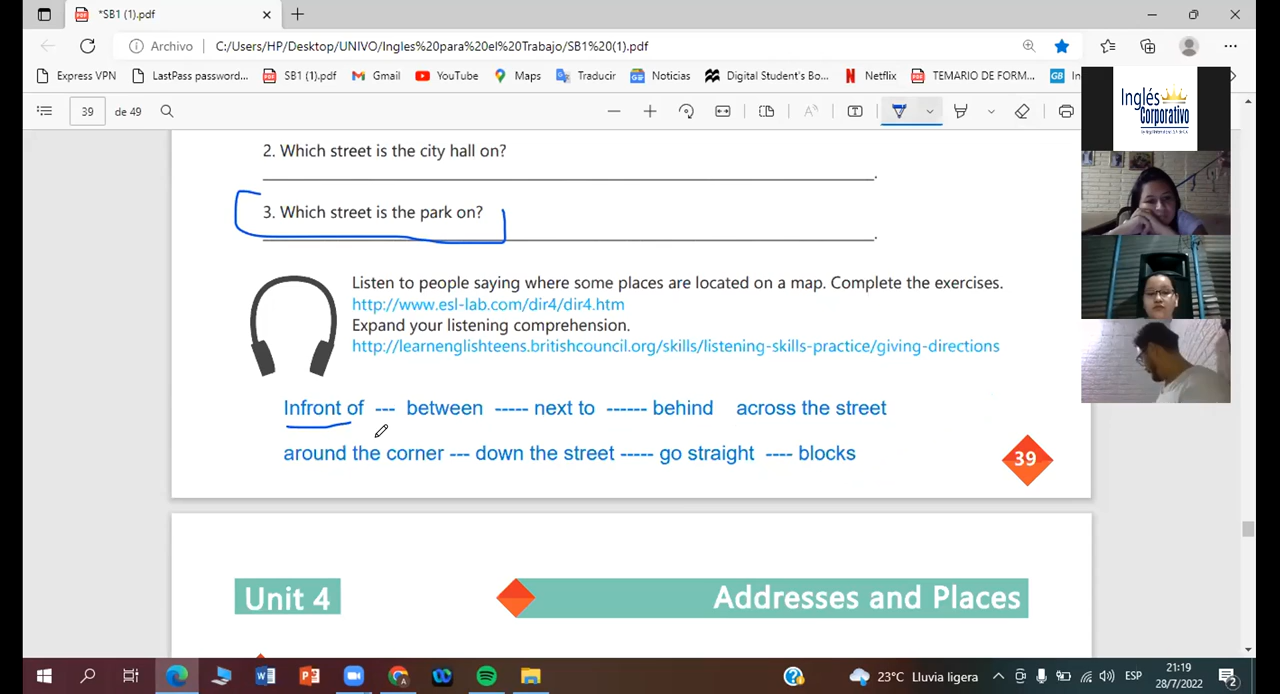 *SB1 (1).pdf
Archivo C:/Users/HP/Desktop/UNIVO/Ingles%20para%20el%20Trabajo/SB1%20(1).pdf
Express VPN LastPass password... SB1 (1).pdf Gmail YouTube Maps Traducir Noticias Digital Student's Bo... Netflix TEMARIO DE FORM... GB In
39 de 49
Inglés
Corporativo
2. Which street is the city hall on?
3. Which street is the park on?
Listen to people saying where some places are located on a map. Complete the exercises.
http://www.esl-lab.com/dir4/dir4.htm
Expand your listening comprehension.
http://learnenglishteens.britishcouncil.org/skills/listening-skills-practice/giving-directions
Infront of --- between ----- next to ------ behind across the street
around the corner --- down the street ----- go straight ---- blocks
39
Unit 4 Addresses and Places
23°C Lluvia ligera ESP 21:19
28/7/2022 2